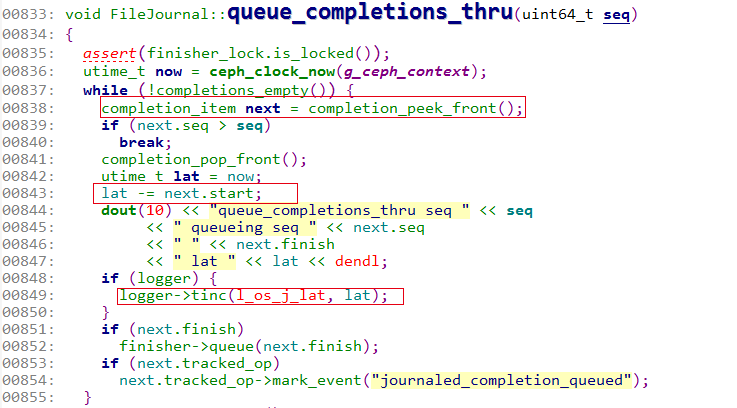 00833: void FileJournal::queue_completions_thru(uint64_t seq)
00834: {
00835:   assert(finisher_lock.is_locked());
00836:   utime_t now = ceph_clock_now(g_ceph_context);
00837:   while (!completions_empty()) {
00838:     completion_item next = completion_peek_front();
00839:     if (next.seq > seq)
00840:       break;
00841:     completion_pop_front();
00842:     utime_t lat = now;
00843:     lat -= next.start;
00844:     dout(10) << "queue_completions_thru seq " << seq
00845:          << " queueing seq " << next.seq
00846:          << " " << next.finish
00847:          << " lat " << lat << dendl;
00848:     if (logger) {
00849:       logger->tinc(l_os_j_lat, lat);
00850:     }
00851:     if (next.finish)
00852:       finisher->queue(next.finish);
00853:     if (next.tracked_op)
00854:       next.tracked_op->mark_event("journaled_completion_queued");
00855:   }